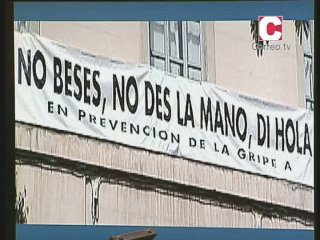 C
Correo tv
NO BESES, NO DES LA MANO, DI HOLA
EN PREVENCION DE LA GRIPE A